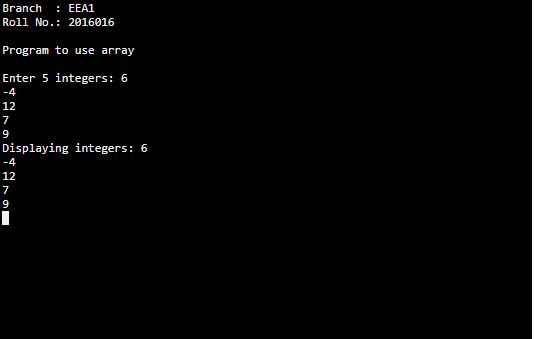 Branch  : EEA1
Roll No.: 2016016
Program to use array
Enter 5 integers: 6
-4
12
7
9
Displaying integers: 6
-4
12
7
9